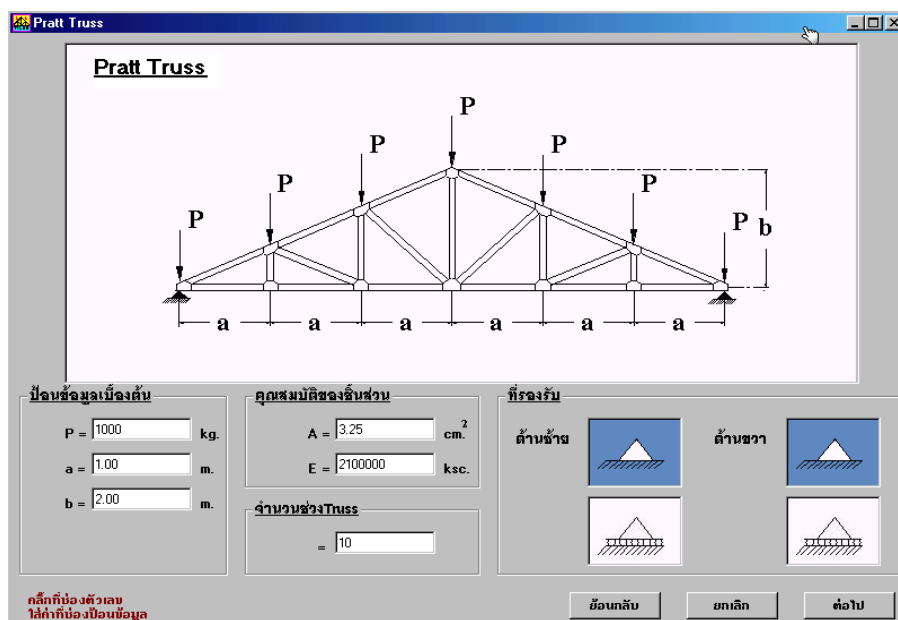 Pratt Truss
Pratt Truss
P
P
P
P
P
P
P
b
a
a
a
a
a
a
ป้อนข้อมูลเบื้องต้น
P = 1000 kg.
a = 1.00 m.
b = 2.00 m.
คุณสมบัติของชิ้นส่วน
A = 3.25 cm.2
E = 2100000 ksc.
จำนวนช่วงTruss
= 10
ที่รองรับ
ด้านซ้าย
ด้านขวา
คลิ๊กที่ช่องตัวเลข
ใส่ค่าที่ช่องป้อนข้อมูล
ย้อนกลับ
ยกเลิก
ต่อไป